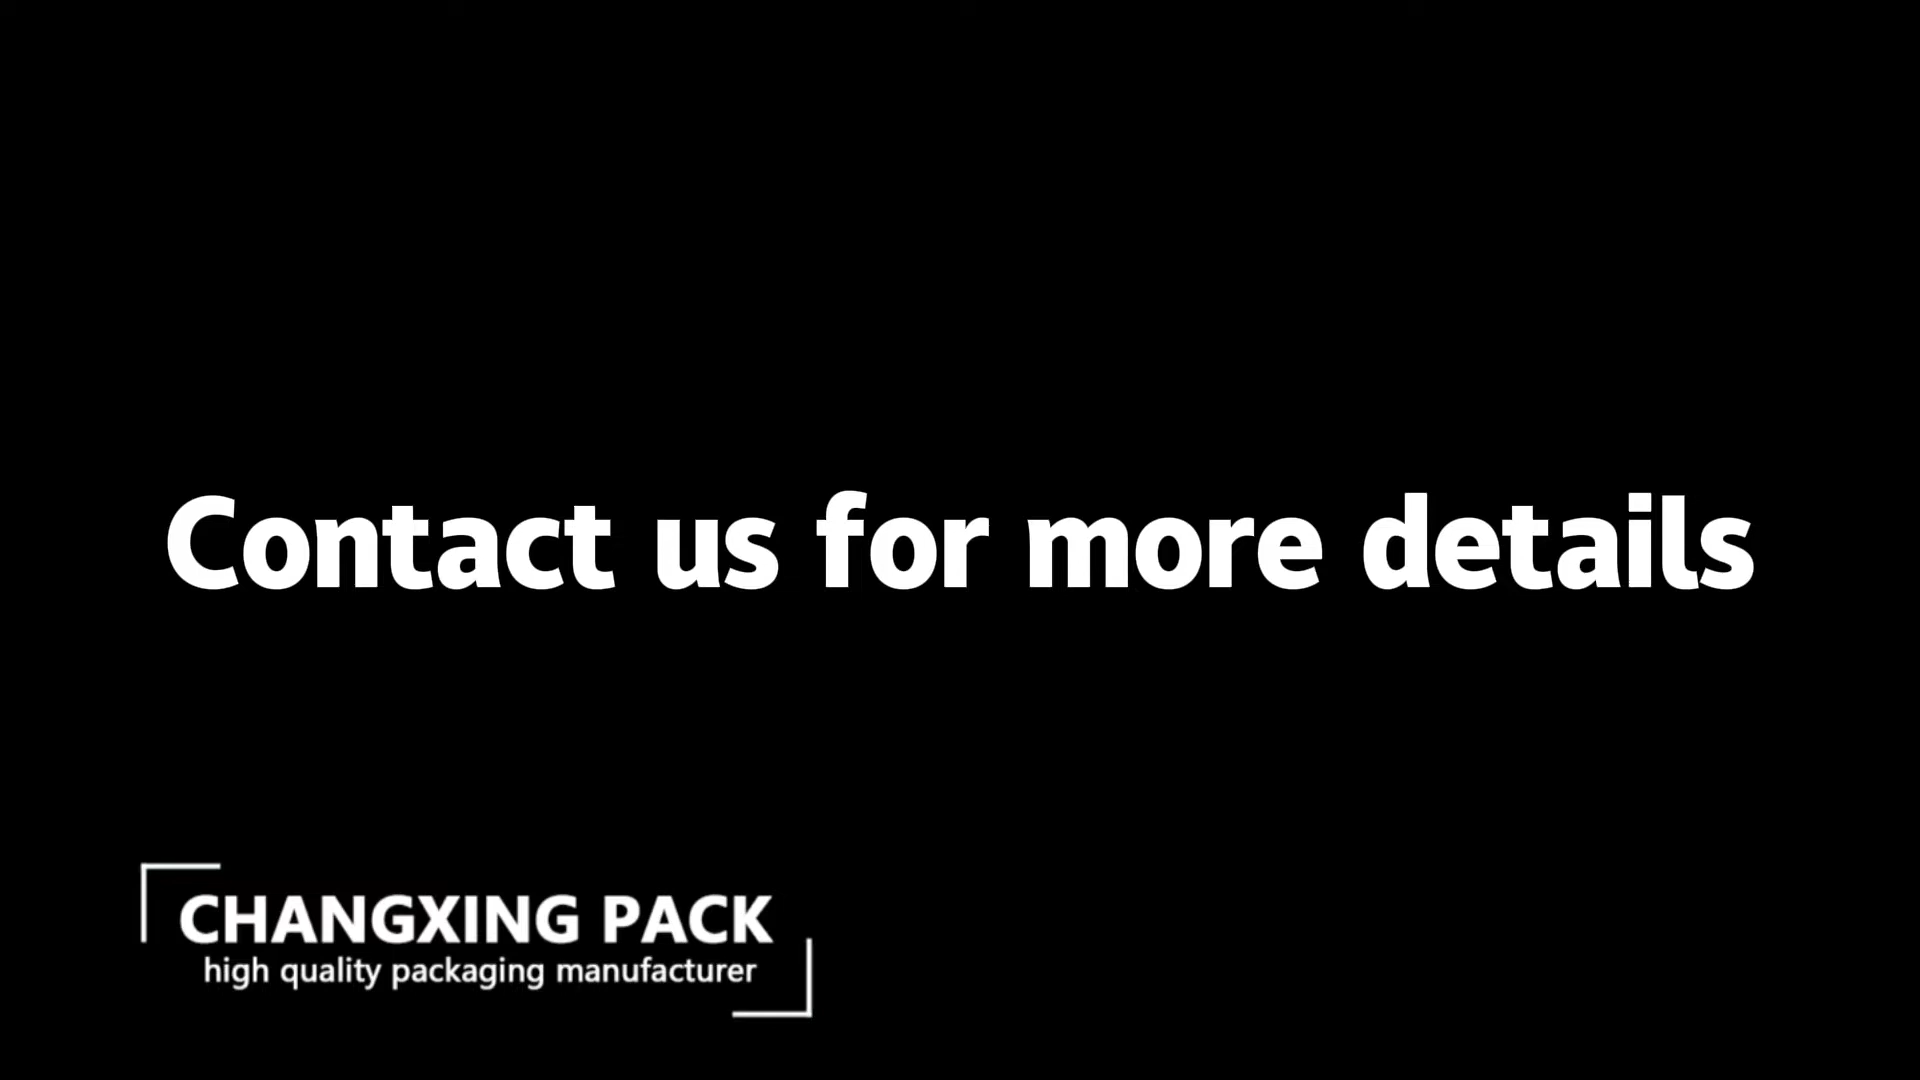 Contact us for more details
CHANGXING PACK
high quality packaging manufacturer